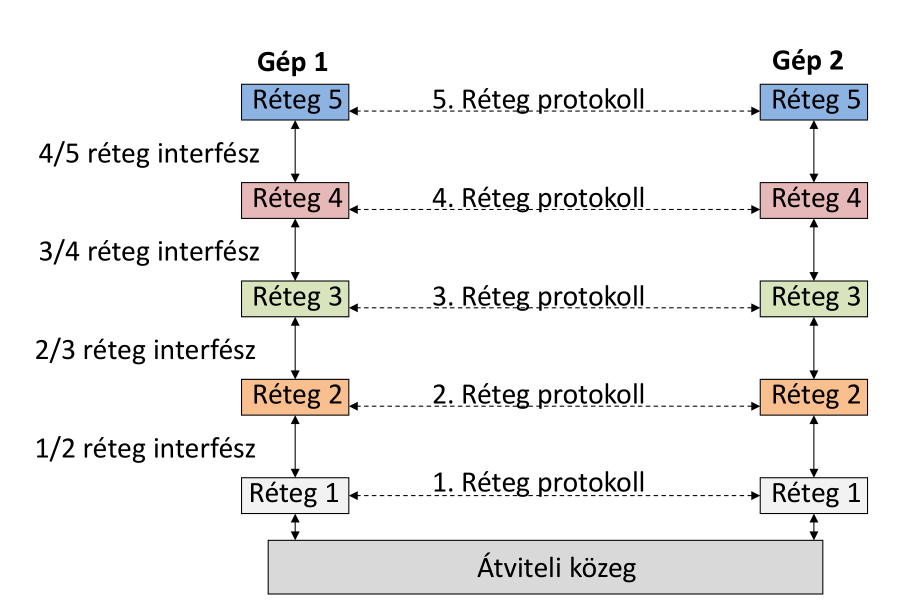 Gép 1
Gép 2
Réteg 5
5. Réteg protokoll
Réteg 5
4/5 réteg interfész
Réteg 4
4. Réteg protokoll
Réteg 4
3/4 réteg interfész
Réteg 3
3. Réteg protokoll
Réteg 3
2/3 réteg interfész
Réteg 2
2. Réteg protokoll
Réteg 2
1/2 réteg interfész
Réteg 1
1. Réteg protokoll
Réteg 1
Átviteli közeg